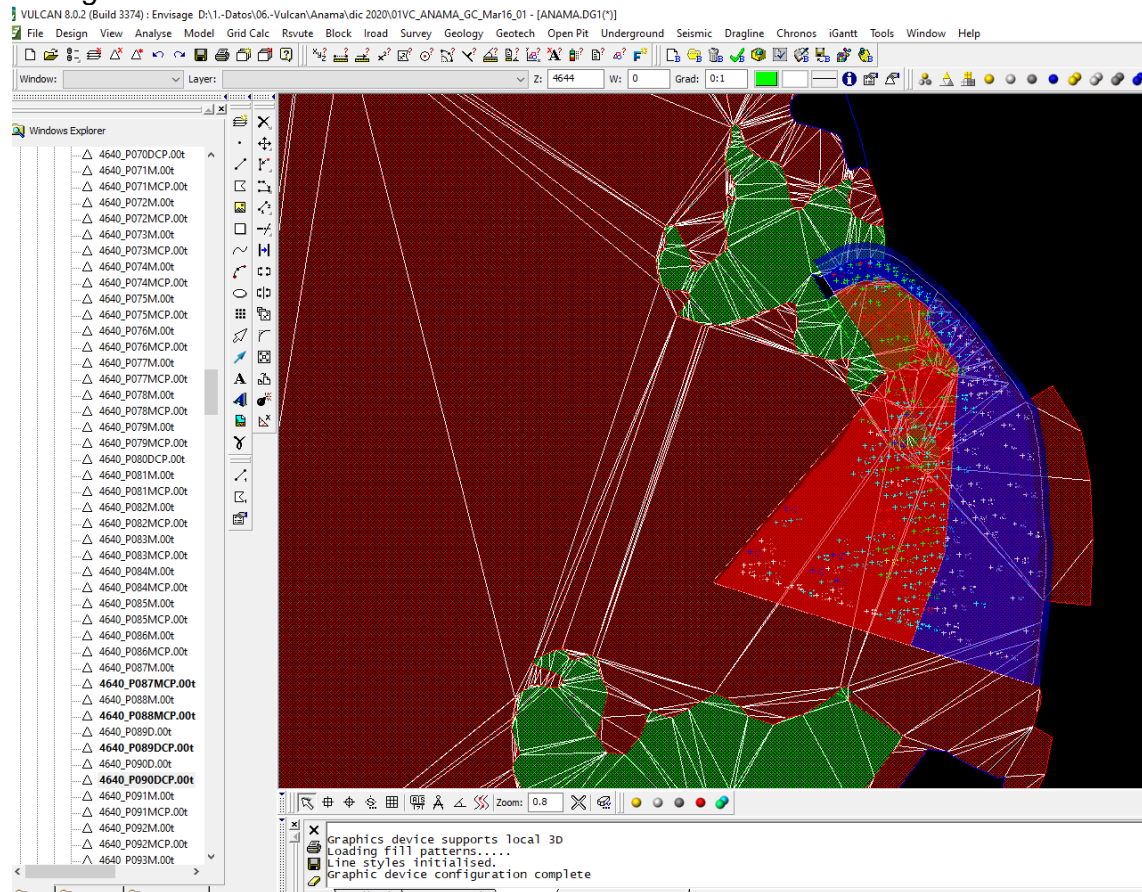 VULCAN 8.0.2 (Build 3374) : Envisage D:\1.-Datos\06.-Vulcan\Anama\dic 2020\01VC_ANAMA_GC_Mar16_01 - [ANAMA.DG1(*)]
File Design View Analyse Model Grid Calc Rsvute Block Iroad Survey Geology Geotech Open Pit Underground Seismic Dragline Chronos iGantt Tools Window Help
Window: Layer: Z: 4644 W: 0 Grad: 0:1
Windows Explorer
4640_P070DCP.00t
4640_P071M.00t
4640_P071MCP.00t
4640_P072M.00t
4640_P072MCP.00t
4640_P073M.00t
4640_P073MCP.00t
4640_P074M.00t
4640_P074MCP.00t
4640_P075M.00t
4640_P075MCP.00t
4640_P076M.00t
4640_P076MCP.00t
4640_P077M.00t
4640_P077MCP.00t
4640_P078M.00t
4640_P078MCP.00t
4640_P079M.00t
4640_P079MCP.00t
4640_P080DCP.00t
4640_P081M.00t
4640_P081MCP.00t
4640_P082M.00t
4640_P082MCP.00t
4640_P083M.00t
4640_P083MCP.00t
4640_P084M.00t
4640_P084MCP.00t
4640_P085M.00t
4640_P085MCP.00t
4640_P086M.00t
4640_P086MCP.00t
4640_P087M.00t
4640_P087MCP.00t
4640_P088M.00t
4640_P088MCP.00t
4640_P089D.00t
4640_P089DCP.00t
4640_P090D.00t
4640_P090DCP.00t
4640_P091M.00t
4640_P091MCP.00t
4640_P092M.00t
4640_P092MCP.00t
4640_P093M.00t
Zoom: 0.8
Graphics device supports local 3D
Loading fill patterns.....
Line styles initialised.
Graphic device configuration complete